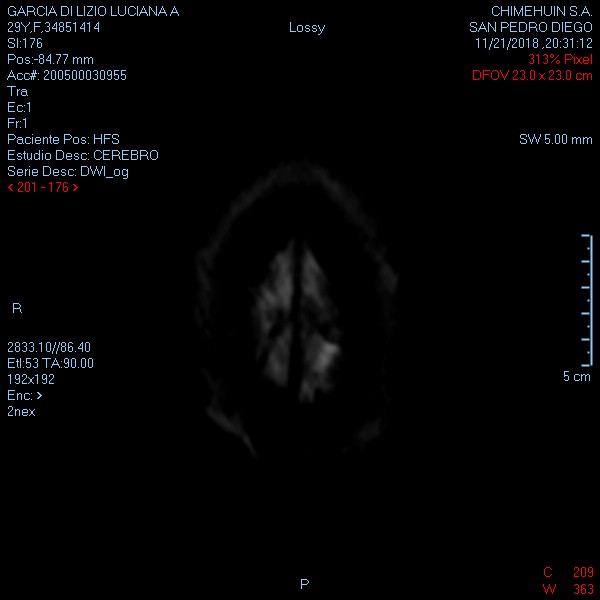 GARCIA DI LIZIO LUCIANA A
29Y,F,34851414
Sl:176
Pos:-84.77 mm
Acc#: 200500030955
Tra
Ec:1
Fr:1
Paciente Pos: HFS
Estudio Desc: CEREBRO
Serie Desc: DWI_og
< 201 - 176 >
Lossy
CHIMEHUIN S.A.
SAN PEDRO DIEGO
11/21/2018 ,20:31:12
313% Pixel
DFOV 23.0 x 23.0 cm
SW 5.00 mm
R
2833.10//86.40
Etl:53 TA:90.00
192x192
Enc: >
2nex
5 cm
P
C 209
W 363